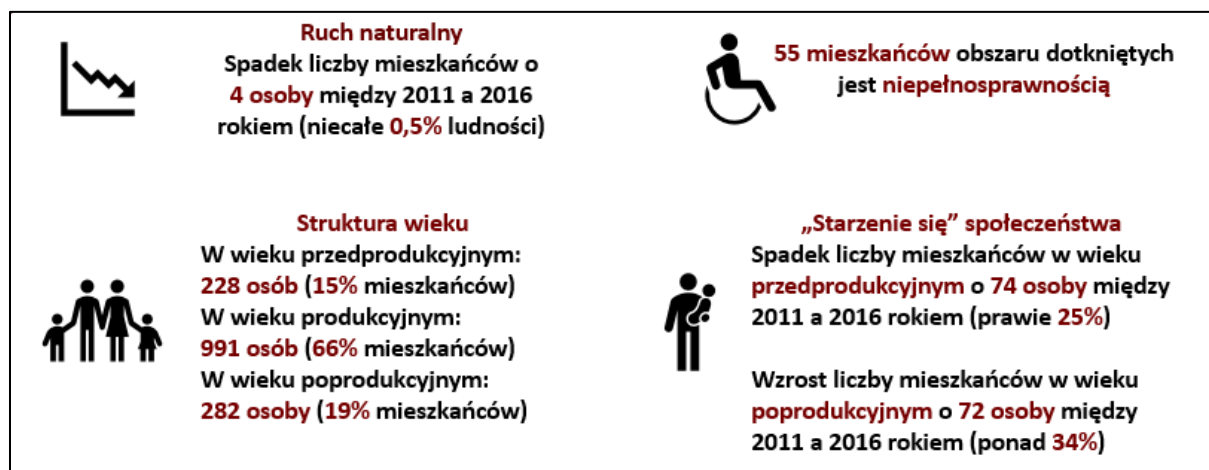 Ruch naturalny
Spadek liczby mieszkańców o
4 osoby między 2011 a 2016
rokiem (niecałe 0,5% ludności)
55 mieszkańców obszaru dotkniętych
jest niepełnosprawnością
Struktura wieku
W wieku przedprodukcyjnym:
228 osób (15% mieszkańców)
W wieku produkcyjnym:
991 osób (66% mieszkańców)
W wieku poprodukcyjnym:
282 osoby (19% mieszkańców)
„Starzenie się” społeczeństwa
Spadek liczby mieszkańców w wieku
przedprodukcyjnym o 74 osoby między
2011 a 2016 rokiem (prawie 25%)
Wzrost liczby mieszkańców w wieku
poprodukcyjnym o 72 osoby między
2011 a 2016 rokiem (ponad 34%)